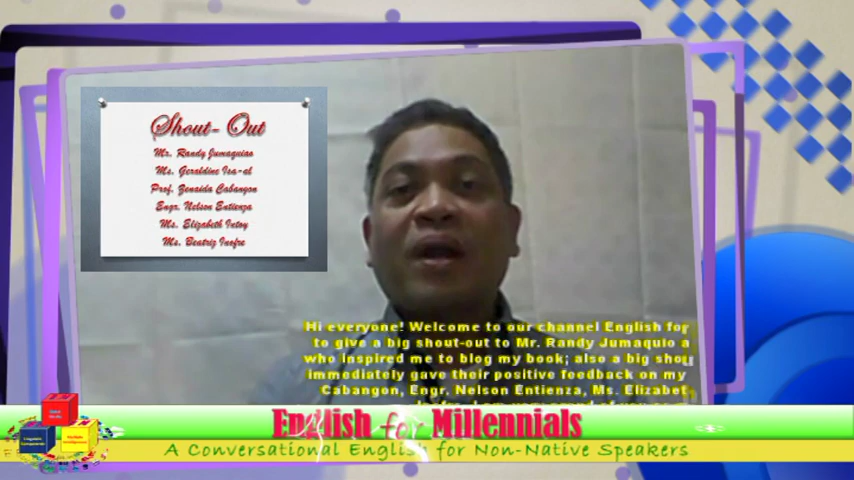 Shout- Out
Mr. Randy Jumaquiao
Ms. Geraldine Isa-al
Prof. Zenaida Cabangon
Engr. Nelson Entienza
Ms. Elizabeth Intoy
Ms. Beatriz Inofre
Hi everyone! Welcome to our channel English for
to give a big shout-out to Mr. Randy Jumaquio a
who inspired me to blog my book; also a big shou
immediately gave their positive feedback on my
Cabangon, Engr. Nelson Entienza, Ms. Elizabet
English for Millennials
A Conversational English for Non-Native Speakers